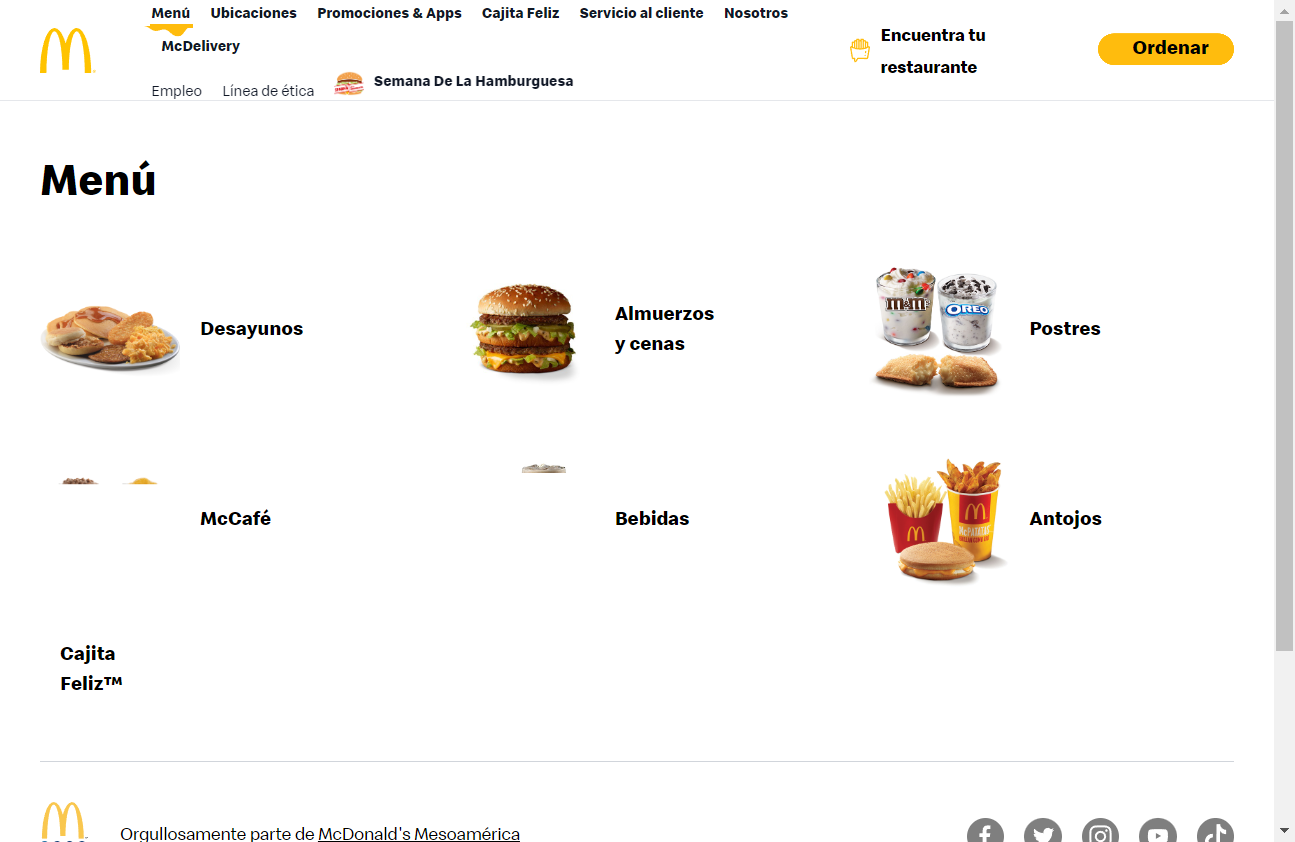 Menú Ubicaciones Promociones & Apps Cajita Feliz Servicio al cliente Nosotros
McDelivery
Empleo Línea de ética Semana De La Hamburguesa
Encuentra tu
restaurante
Ordenar
Menú
Desayunos
Almuerzos
y cenas
m&m's
OREO
Postres
McCafé
Bebidas
McPATATAS
Antojos
Cajita
Feliz™
Orgullosamente parte de McDonald's Mesoamérica